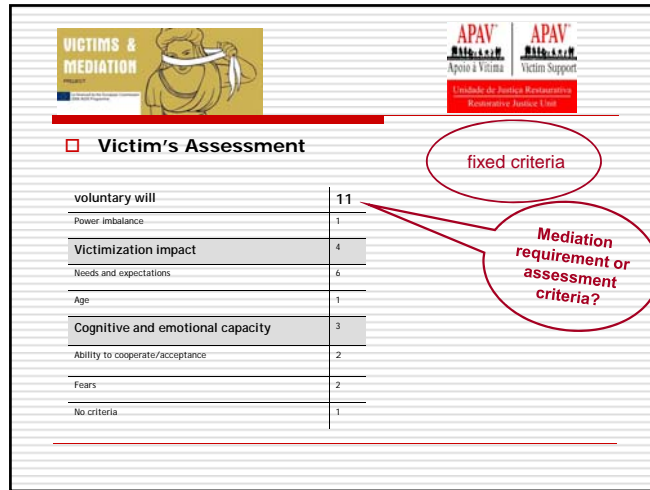 VICTIMS &
MEDIATION
PROJECT
APAV APAV
Apoio à Vítima Victim Support
Unidade de Justiça Restaurativa
Restorative Justice Unit
Victim's Assessment
fixed criteria
voluntary will 11
Power imbalance 1
Victimization impact 4
Needs and expectations 6
Age 1
Cognitive and emotional capacity 3
Ability to cooperate/acceptance 2
Fears 2
No criteria 1
Mediation
requirement or
assessment
criteria?